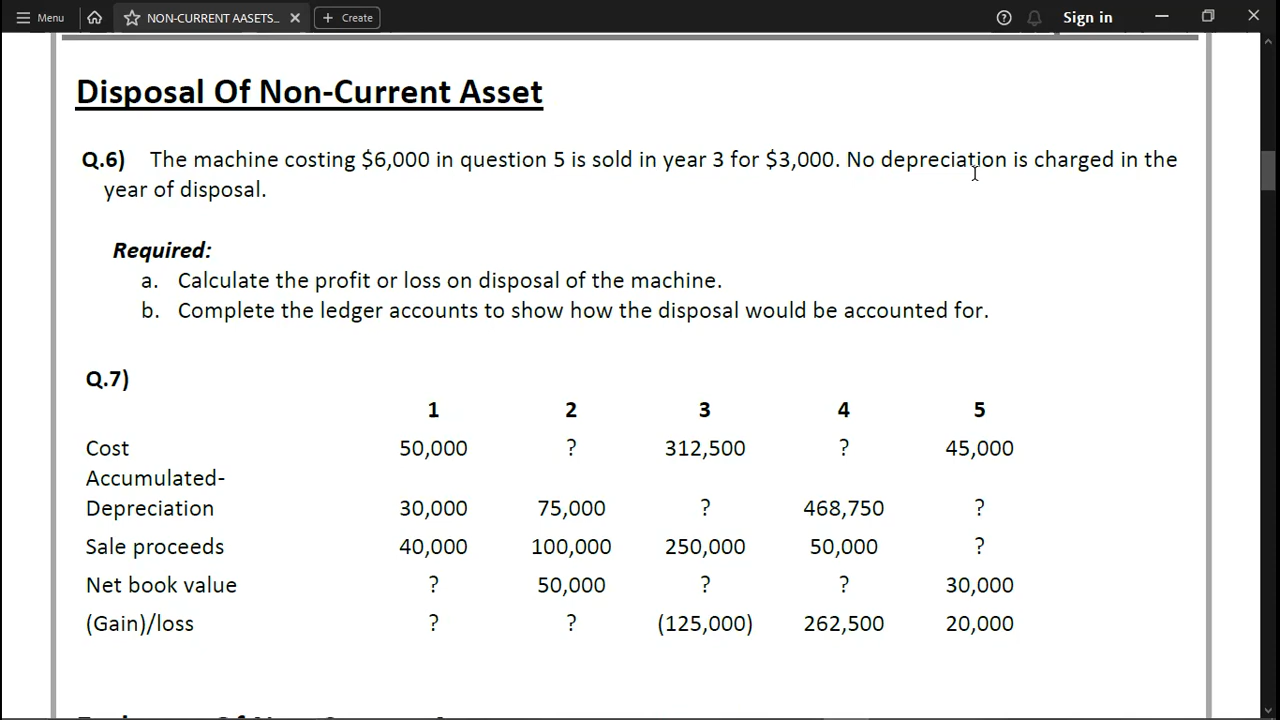 Menu
NON-CURRENT AASETS...
Create
Sign in
Disposal Of Non-Current Asset
Q.6) The machine costing $6,000 in question 5 is sold in year 3 for $3,000. No depreciation is charged in the
year of disposal.
Required:
a. Calculate the profit or loss on disposal of the machine.
b. Complete the ledger accounts to show how the disposal would be accounted for.
Q.7)
1 2 3 4 5
Cost 50,000 ? 312,500 ? 45,000
Accumulated-
Depreciation 30,000 75,000 ? 468,750 ?
Sale proceeds 40,000 100,000 250,000 50,000 ?
Net book value ? 50,000 ? ? 30,000
(Gain)/loss ? ? (125,000) 262,500 20,000